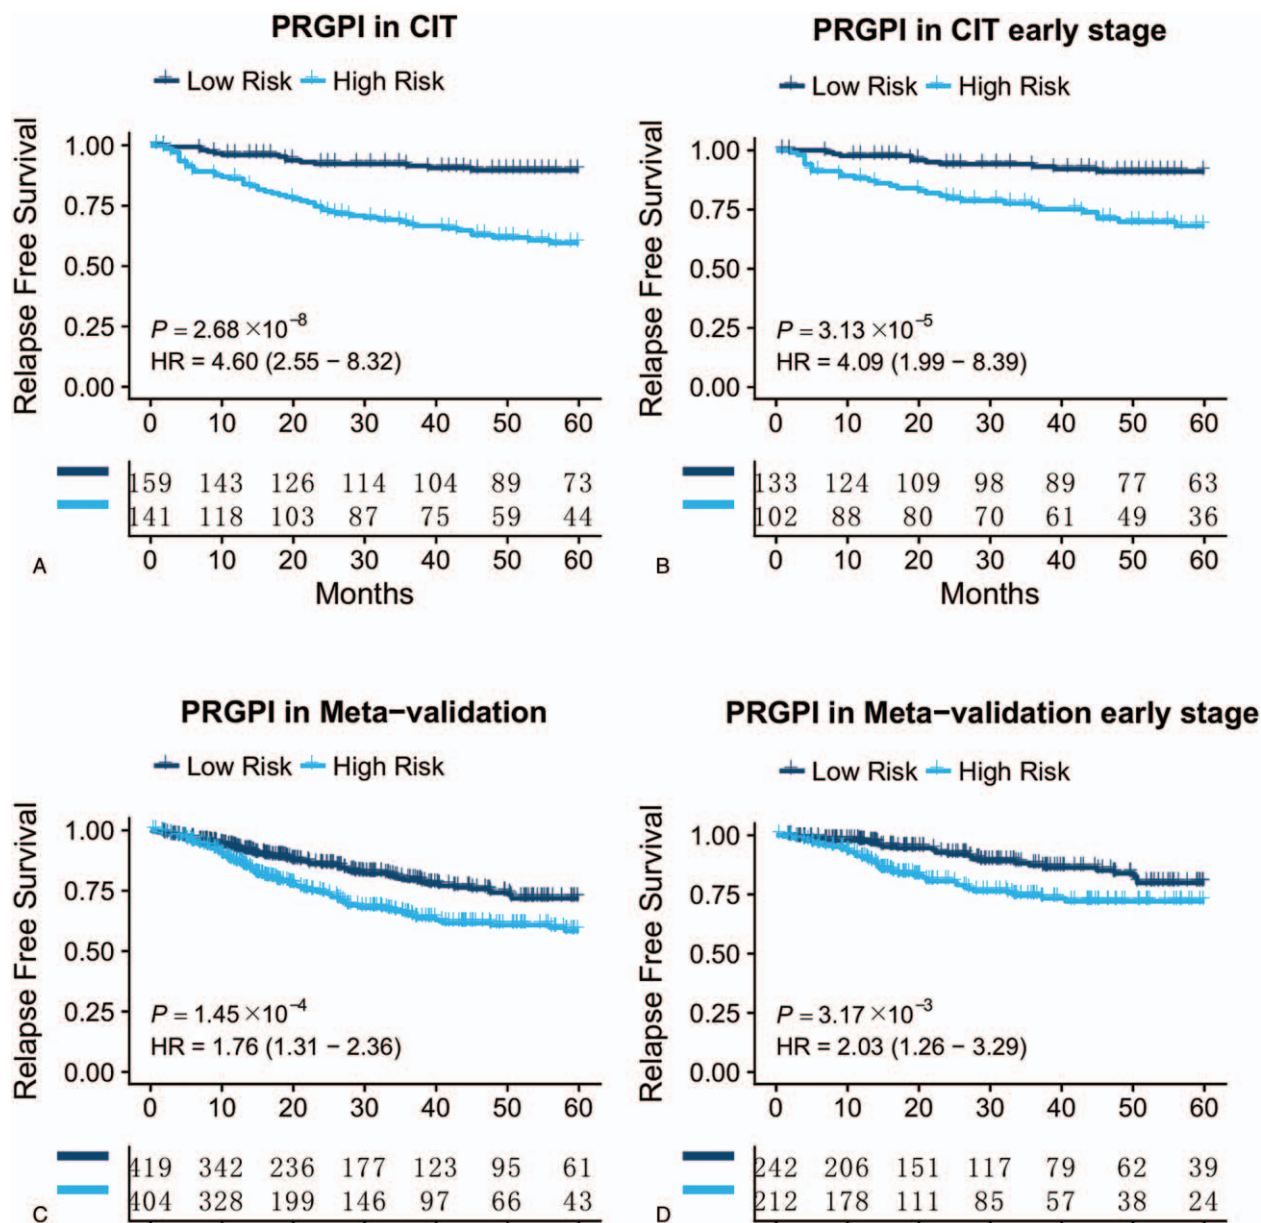 PRGPI in CIT
Low Risk High Risk
Relapse Free Survival
1.00
0.75
0.50
0.25
0.00
P = 2.68 ×10−8
HR = 4.60 (2.55 − 8.32)
0 10 20 30 40 50 60
159 143 126 114 104 89 73
141 118 103 87 75 59 44
0 10 20 30 40 50 60
Months
A
PRGPI in CIT early stage
Low Risk High Risk
Relapse Free Survival
1.00
0.75
0.50
0.25
0.00
P = 3.13 ×10−5
HR = 4.09 (1.99 − 8.39)
0 10 20 30 40 50 60
133 124 109 98 89 77 63
102 88 80 70 61 49 36
0 10 20 30 40 50 60
Months
B
PRGPI in Meta−validation
Low Risk High Risk
Relapse Free Survival
1.00
0.75
0.50
0.25
0.00
P = 1.45 ×10−4
HR = 1.76 (1.31 − 2.36)
0 10 20 30 40 50 60
419 342 236 177 123 95 61
404 328 199 146 97 66 43
C
PRGPI in Meta−validation early stage
Low Risk High Risk
Relapse Free Survival
1.00
0.75
0.50
0.25
0.00
P = 3.17 ×10−3
HR = 2.03 (1.26 − 3.29)
0 10 20 30 40 50 60
242 206 151 117 79 62 39
212 178 111 85 57 38 24
D